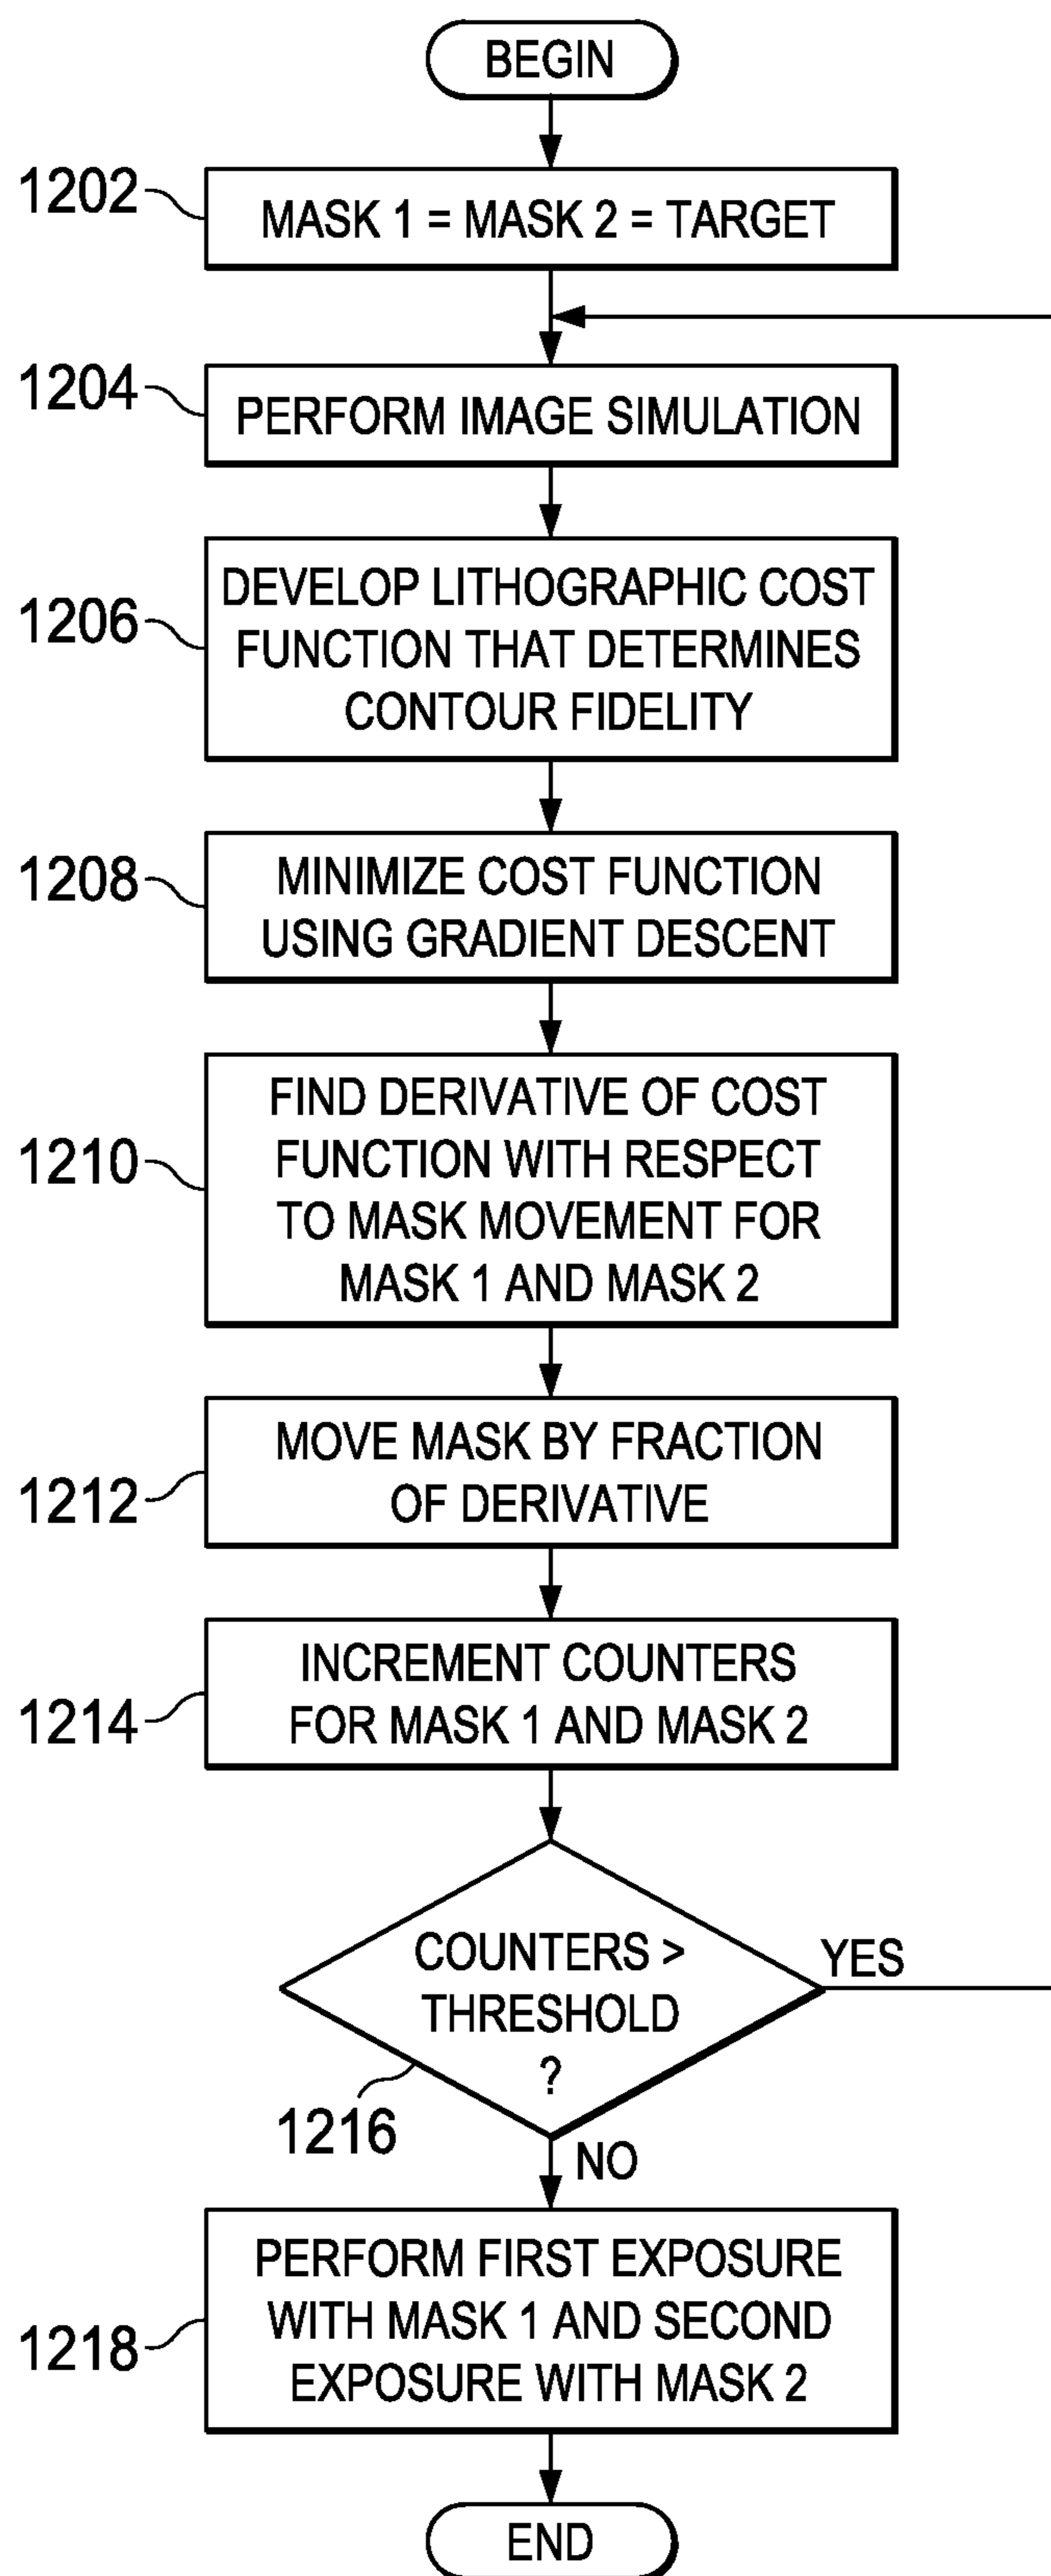 BEGIN
1202
MASK 1 = MASK 2 = TARGET
1204
PERFORM IMAGE SIMULATION
1206
DEVELOP LITHOGRAPHIC COST
FUNCTION THAT DETERMINES
CONTOUR FIDELITY
1208
MINIMIZE COST FUNCTION
USING GRADIENT DESCENT
1210
FIND DERIVATIVE OF COST
FUNCTION WITH RESPECT
TO MASK MOVEMENT FOR
MASK 1 AND MASK 2
1212
MOVE MASK BY FRACTION
OF DERIVATIVE
1214
INCREMENT COUNTERS
FOR MASK 1 AND MASK 2
COUNTERS >
THRESHOLD
?
YES
1216
NO
1218
PERFORM FIRST EXPOSURE
WITH MASK 1 AND SECOND
EXPOSURE WITH MASK 2
END